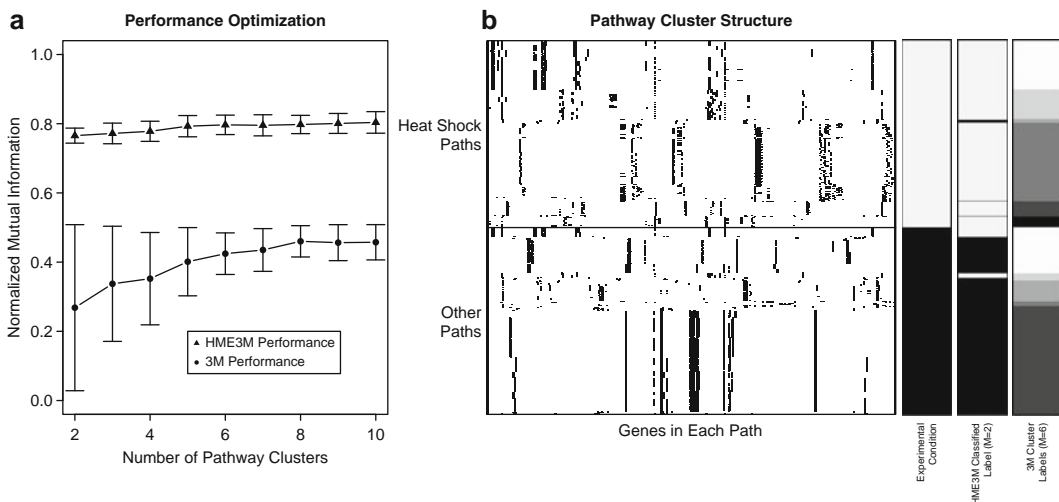 a
Performance Optimization
1.0
0.8
0.6
0.4
0.2
0.0
Normalized Mutual Information
HME3M Performance
3M Performance
2
4
6
8
10
Number of Pathway Clusters
b
Pathway Cluster Structure
Heat Shock
Paths
Other
Paths
Genes in Each Path
Experimental
Condition
HME3M Classified
Label (M=2)
3M Cluster
Labels (M=6)